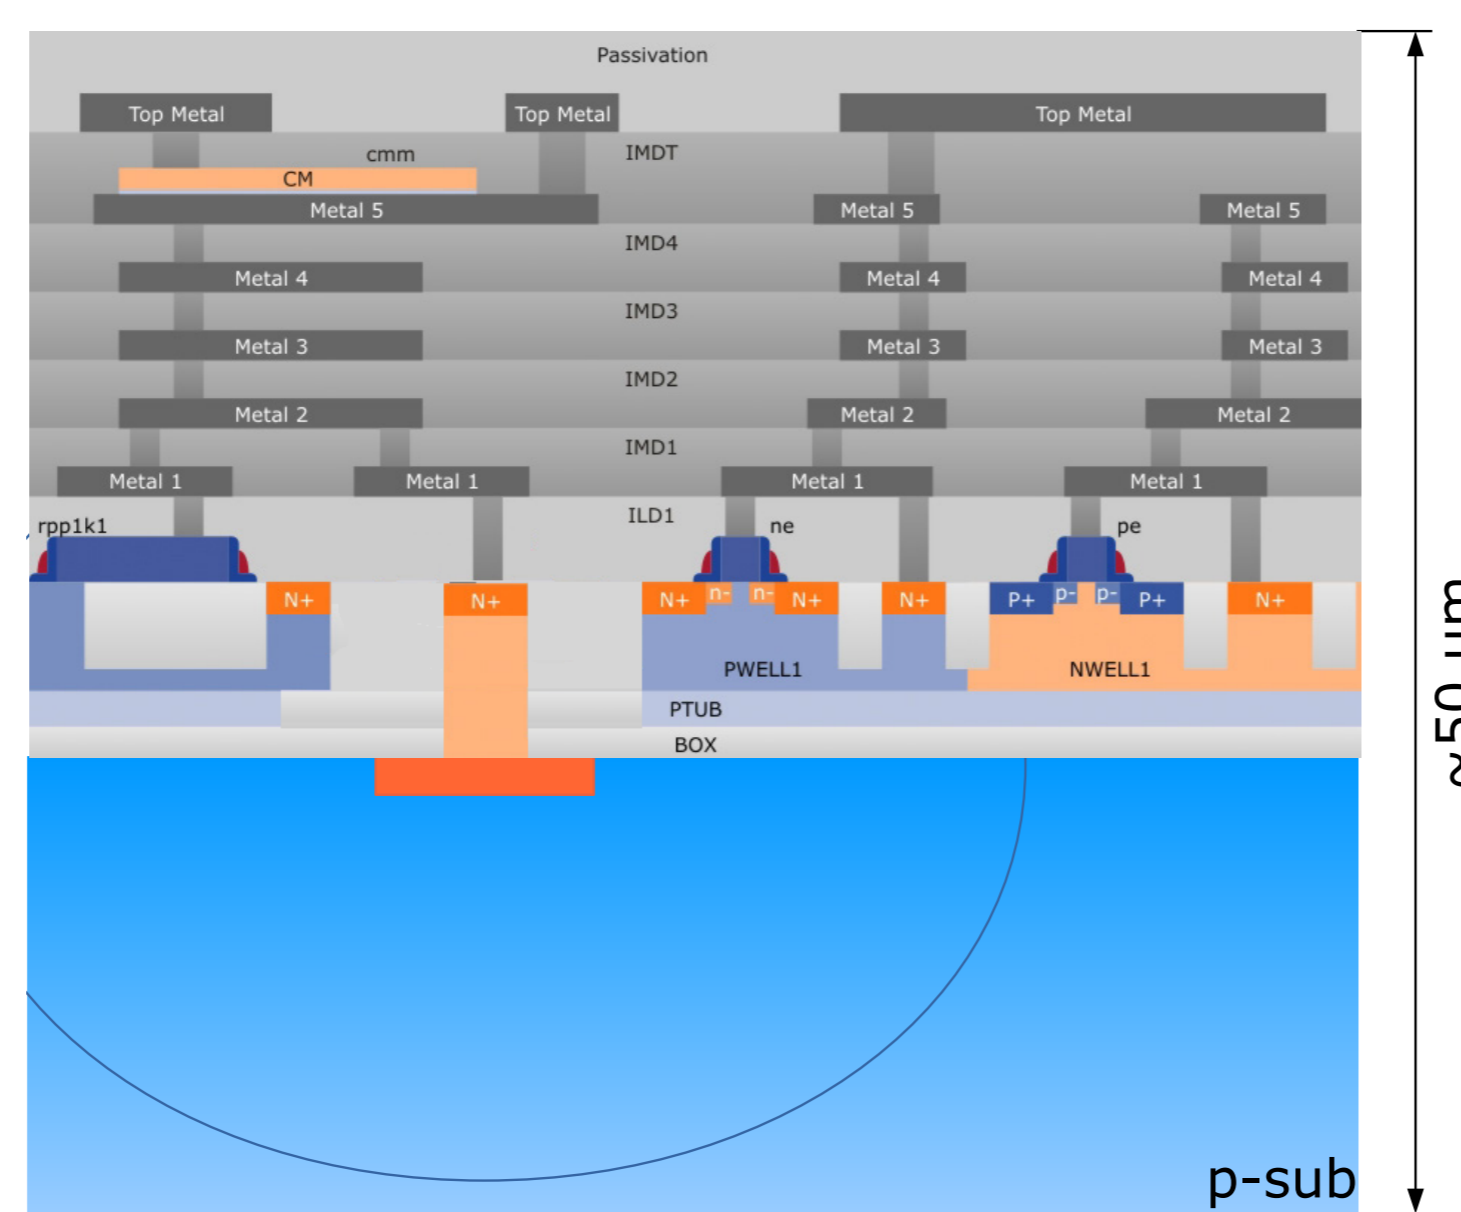 Passivation
Top Metal Top Metal Top Metal
cmm IMDT
CM
Metal 5 Metal 5 Metal 5
IMD4
Metal 4 Metal 4 Metal 4
IMD3
Metal 3 Metal 3 Metal 3
IMD2
Metal 2 Metal 2 Metal 2
IMD1
Metal 1 Metal 1 Metal 1 Metal 1
rpp1k1 ILD1 ne pe
N+ N+ N+ n- n- N+ N+ P+ p- p- P+ N+
PWELL1 NWELL1
PTUB
BOX
~50 μm
p-sub